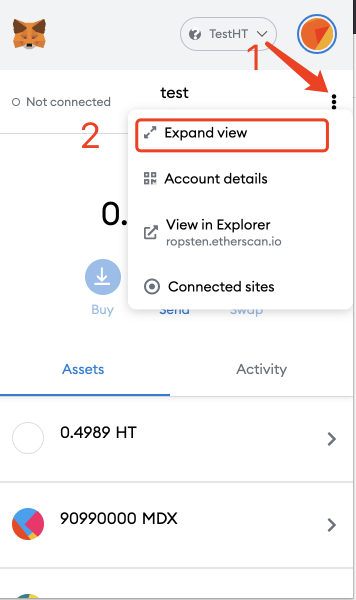 TestHT
1
test
Not connected
2
Expand view
Account details
0.
View in Explorer
ropsten.etherscan.io
Connected sites
Buy
Send
Swap
Assets
Activity
0.4989 HT
90990000 MDX